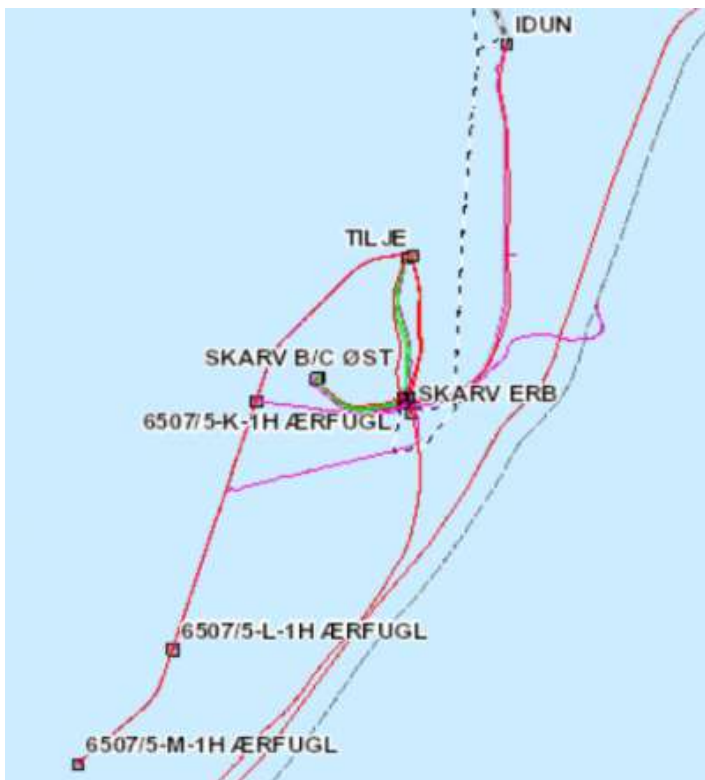 IDUN
TILJE
SKARV B/C ØST
SKARV ERB
6507/5-K-1H ÆRFUGL
6507/5-L-1H ÆRFUGL
6507/5-M-1H ÆRFUGL